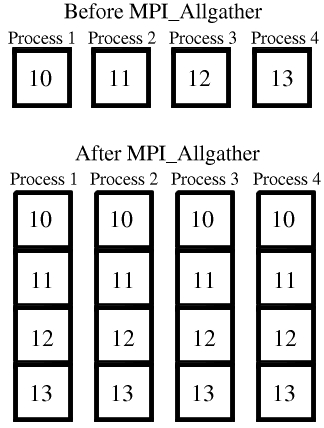 Before MPI_Allgather
Process 1 Process 2 Process 3 Process 4
10 11 12 13
After MPI_Allgather
Process 1 Process 2 Process 3 Process 4
10 10 10 10
11 11 11 11
12 12 12 12
13 13 13 13